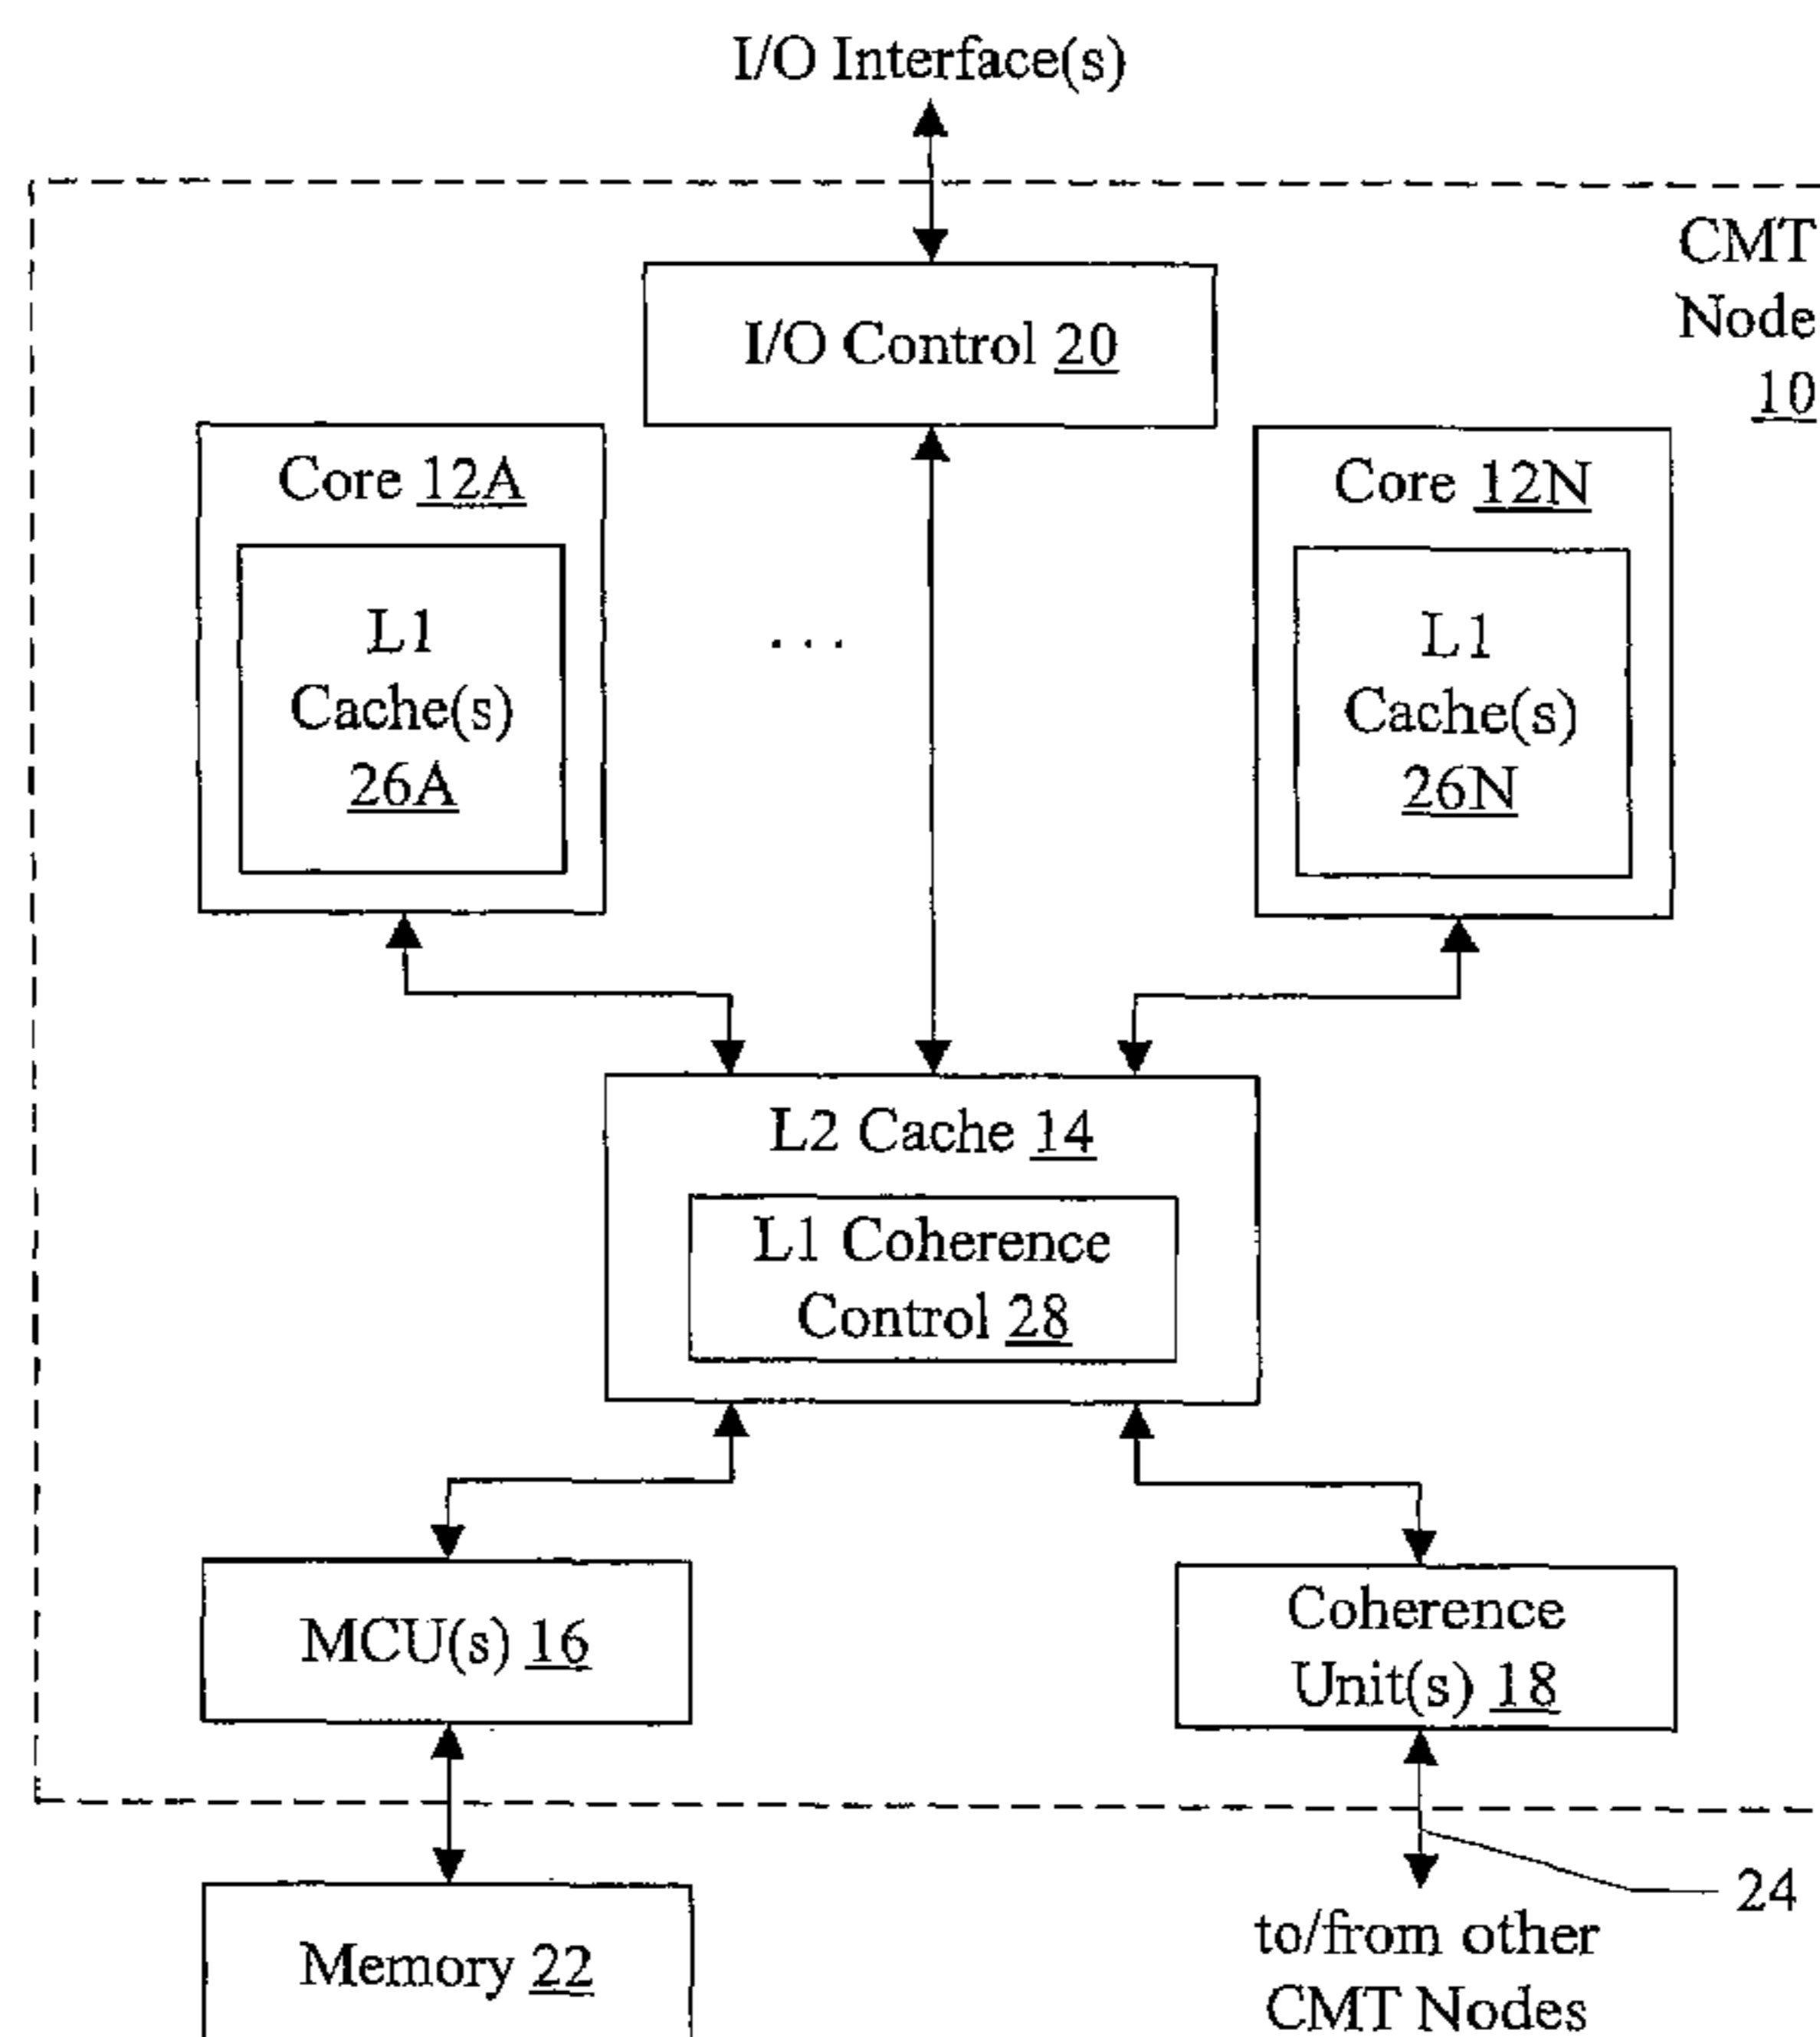 I/O Interface(s)
CMT
Node
10
I/O Control 20
Core 12A
L1
Cache(s)
26A
. . .
Core 12N
L1
Cache(s)
26N
L2 Cache 14
L1 Coherence
Control 28
MCU(s) 16
Coherence
Unit(s) 18
24
Memory 22
to/from other
CMT Nodes